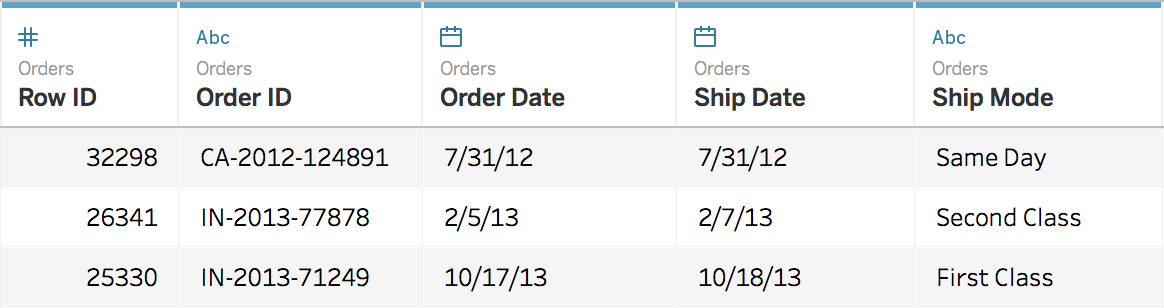 # Abc Abc
Orders Orders Orders Orders Orders
Row ID Order ID Order Date Ship Date Ship Mode
32298 CA-2012-124891 7/31/12 7/31/12 Same Day
26341 IN-2013-77878 2/5/13 2/7/13 Second Class
25330 IN-2013-71249 10/17/13 10/18/13 First Class